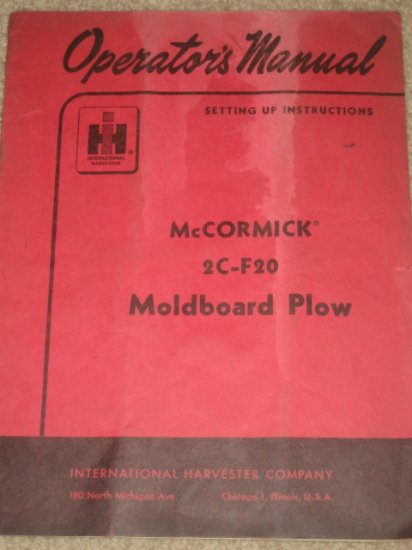 Operator's Manual
SETTING UP INSTRUCTIONS
IH
INTERNATIONAL
HARVESTER
®
McCORMICK®
2C-F20
Moldboard Plow
INTERNATIONAL HARVESTER COMPANY
180 North Michigan Ave. Chicago 1, Illinois, U.S.A.